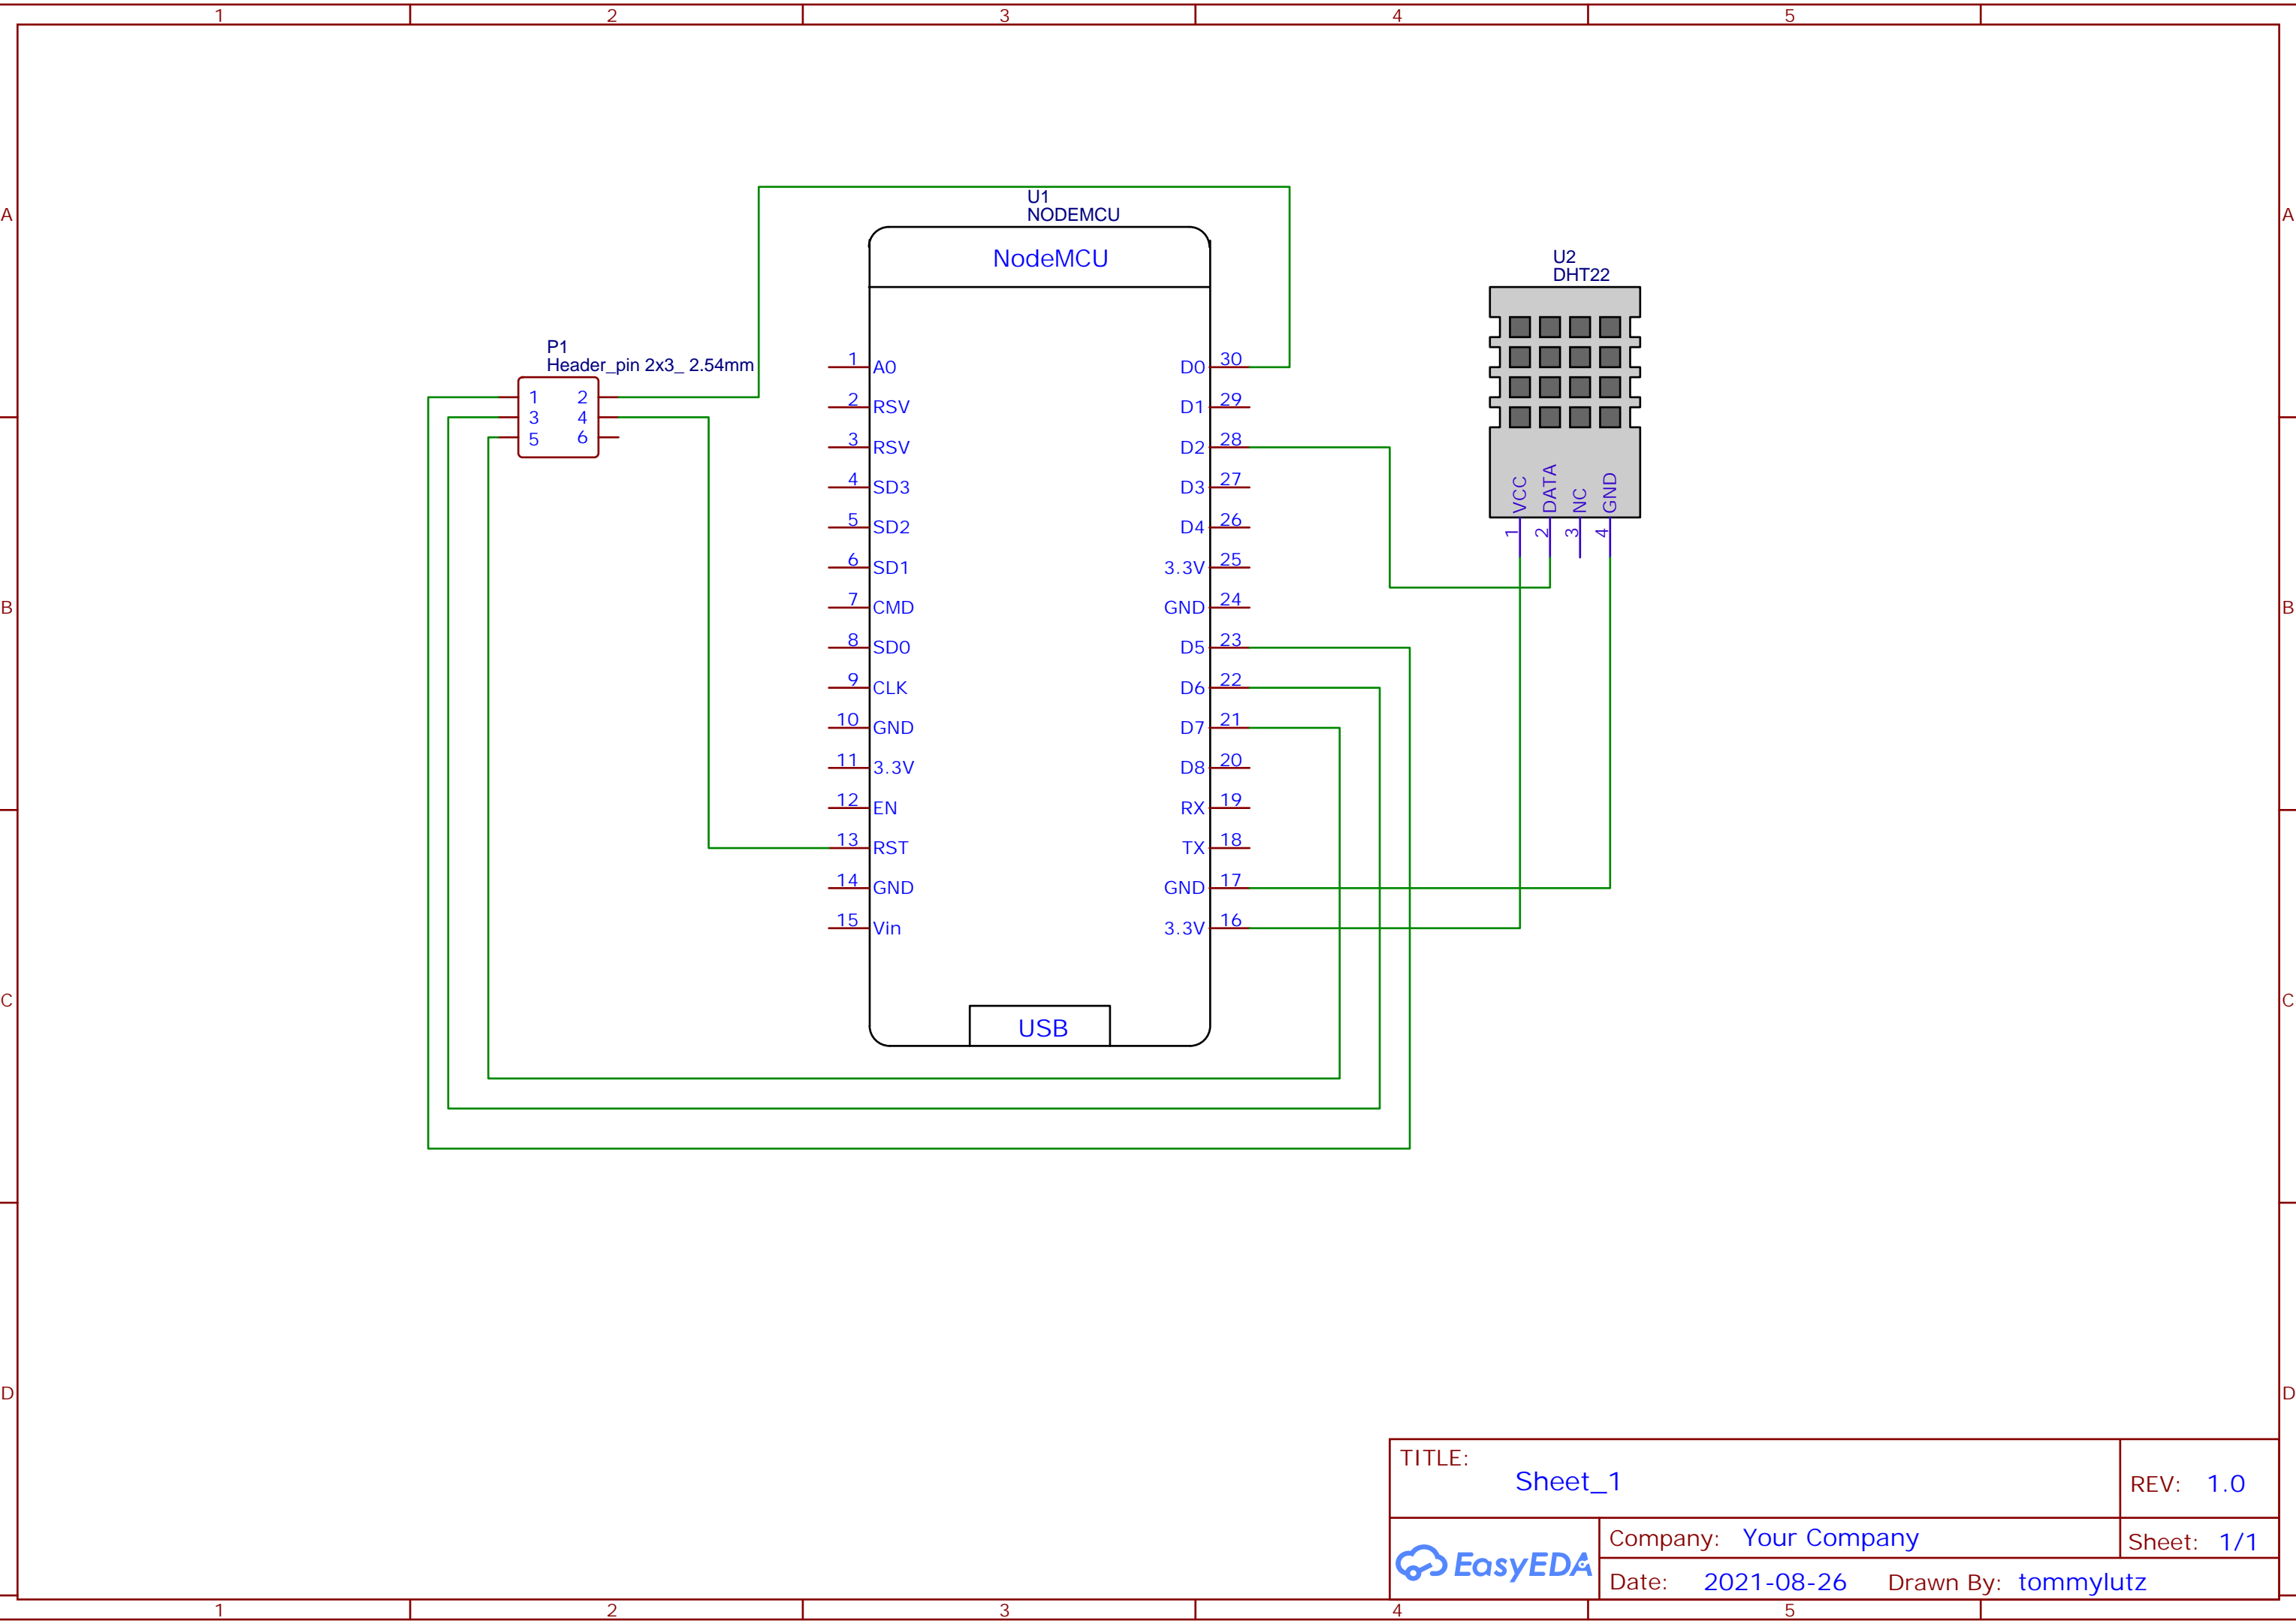 1 2 3 4 5
A A
U1
NODEMCU
NodeMCU
U2
DHT22
P1
Header_pin 2x3_ 2.54mm
1 2
3 4
5 6
1 A0 D0 30
2 RSV D1 29
3 RSV D2 28
4 SD3 D3 27
5 SD2 D4 26
6 SD1 3.3V 25
7 CMD GND 24
8 SD0 D5 23
9 CLK D6 22
10 GND D7 21
11 3.3V D8 20
12 EN RX 19
13 RST TX 18
14 GND GND 17
15 Vin 3.3V 16
USB
VCC DATA NC GND
1 2 3 4
B B
C C
D D
TITLE:
Sheet_1
REV: 1.0
EasyEDA
Company: Your Company
Sheet: 1/1
Date: 2021-08-26 Drawn By: tommylutz
1 2 3 4 5